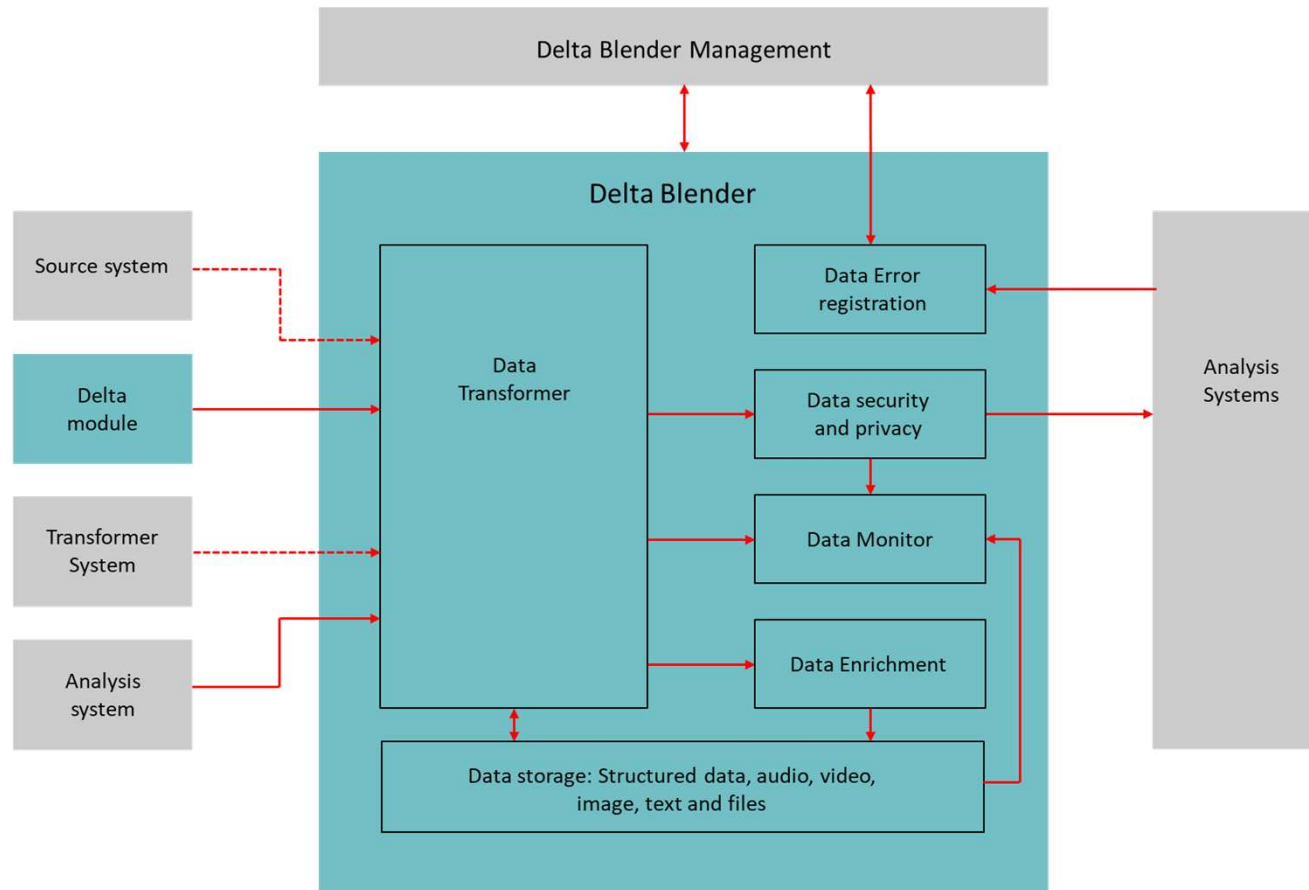 Delta Blender Management
Delta Blender
Source system
Delta
module
Transformer
System
Analysis
system
Data
Transformer
Data Error
registration
Data security
and privacy
Data Monitor
Data Enrichment
Data storage: Structured data, audio, video,
image, text and files
Analysis
Systems